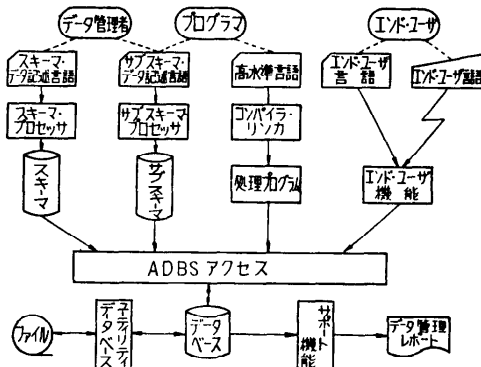 データ管理者
プログラマ
エンド・ユーザ
スキーマ・
データ記述言語
サブスキーマ・
データ記述言語
高水準言語
エンド・ユーザ
言語
エンド・ユーザ言語
スキーマ・
プロセッサ
サブスキーマ・
プロセッサ
コンパイラ・
リンカ
スキーマ
サブスキーマ
処理プログラム
エンド・ユーザ
機能
ADBSアクセス
ファイル
データベース
ユティリティ
データ
ベース
サポート
機能
データ管理
レポート